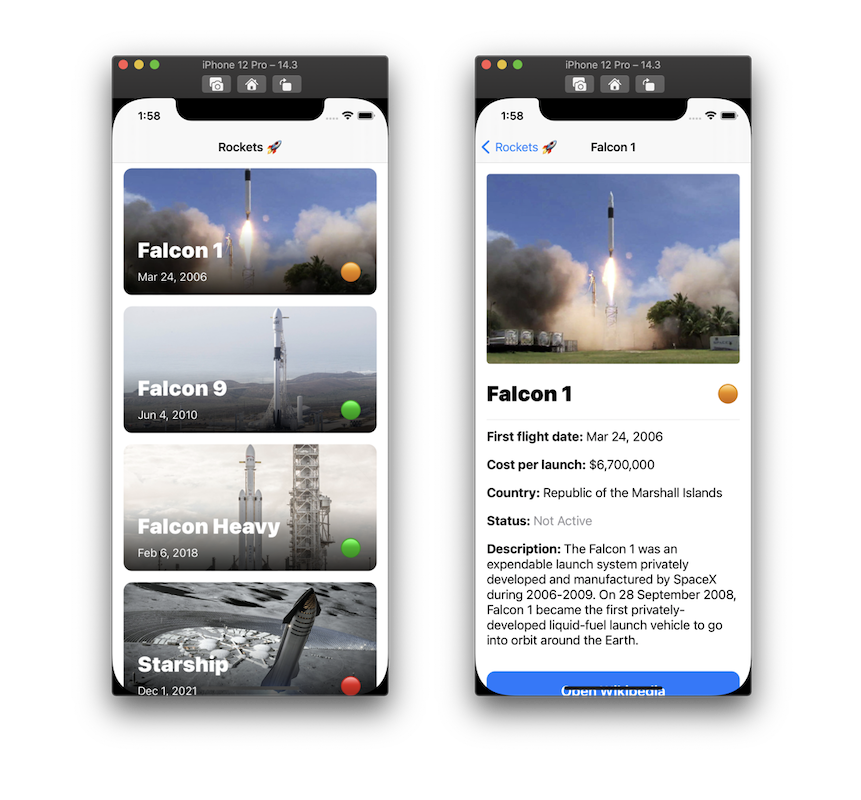 iPhone 12 Pro – 14.3
1:58
Rockets 🚀
Falcon 1
Mar 24, 2006
Falcon 9
Jun 4, 2010
Falcon Heavy
Feb 6, 2018
Starship
Dec 1, 2021
iPhone 12 Pro – 14.3
1:58
Rockets 🚀 Falcon 1
Falcon 1
First flight date: Mar 24, 2006
Cost per launch: $6,700,000
Country: Republic of the Marshall Islands
Status: Not Active
Description: The Falcon 1 was an
expendable launch system privately
developed and manufactured by SpaceX
during 2006-2009. On 28 September 2008,
Falcon 1 became the first privately-
developed liquid-fuel launch vehicle to go
into orbit around the Earth.
Open Wikipedia